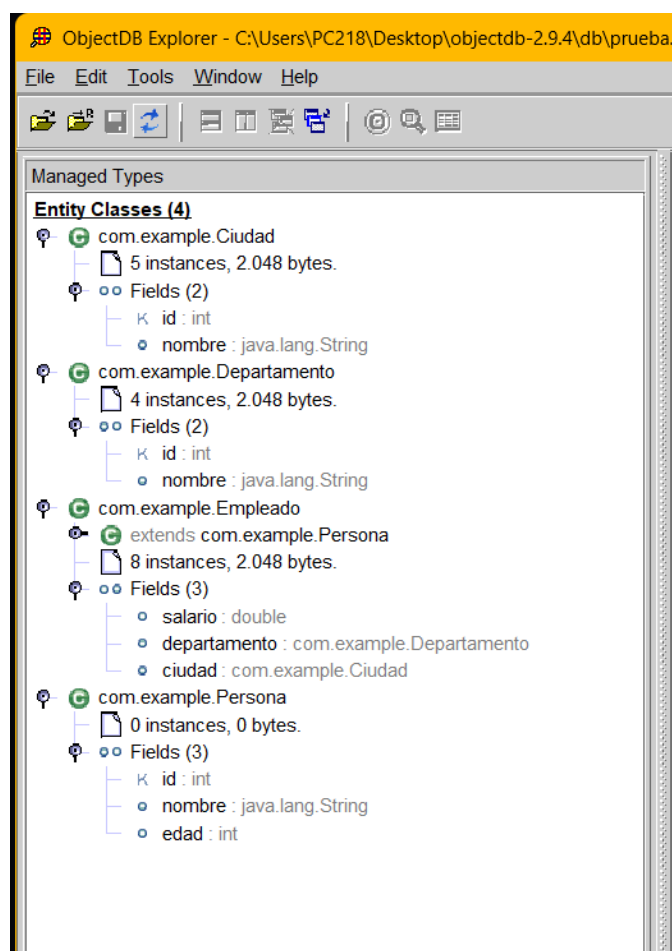 ObjectDB Explorer - C:\Users\PC218\Desktop\objectdb-2.9.4\db\prueba.
File Edit Tools Window Help
Managed Types
Entity Classes (4)
com.example.Ciudad
5 instances, 2.048 bytes.
Fields (2)
id : int
nombre : java.lang.String
com.example.Departamento
4 instances, 2.048 bytes.
Fields (2)
id : int
nombre : java.lang.String
com.example.Empleado
extends com.example.Persona
8 instances, 2.048 bytes.
Fields (3)
salario : double
departamento : com.example.Departamento
ciudad : com.example.Ciudad
com.example.Persona
0 instances, 0 bytes.
Fields (3)
id : int
nombre : java.lang.String
edad : int